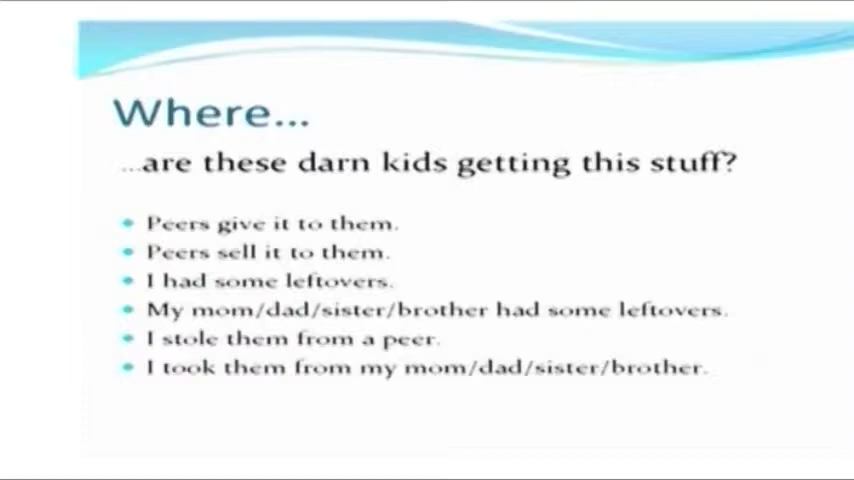 Where...
...are these darn kids getting this stuff?
Peers give it to them.
Peers sell it to them.
I had some leftovers.
My mom/dad/sister/brother had some leftovers.
I stole them from a peer.
I took them from my mom/dad/sister/brother.